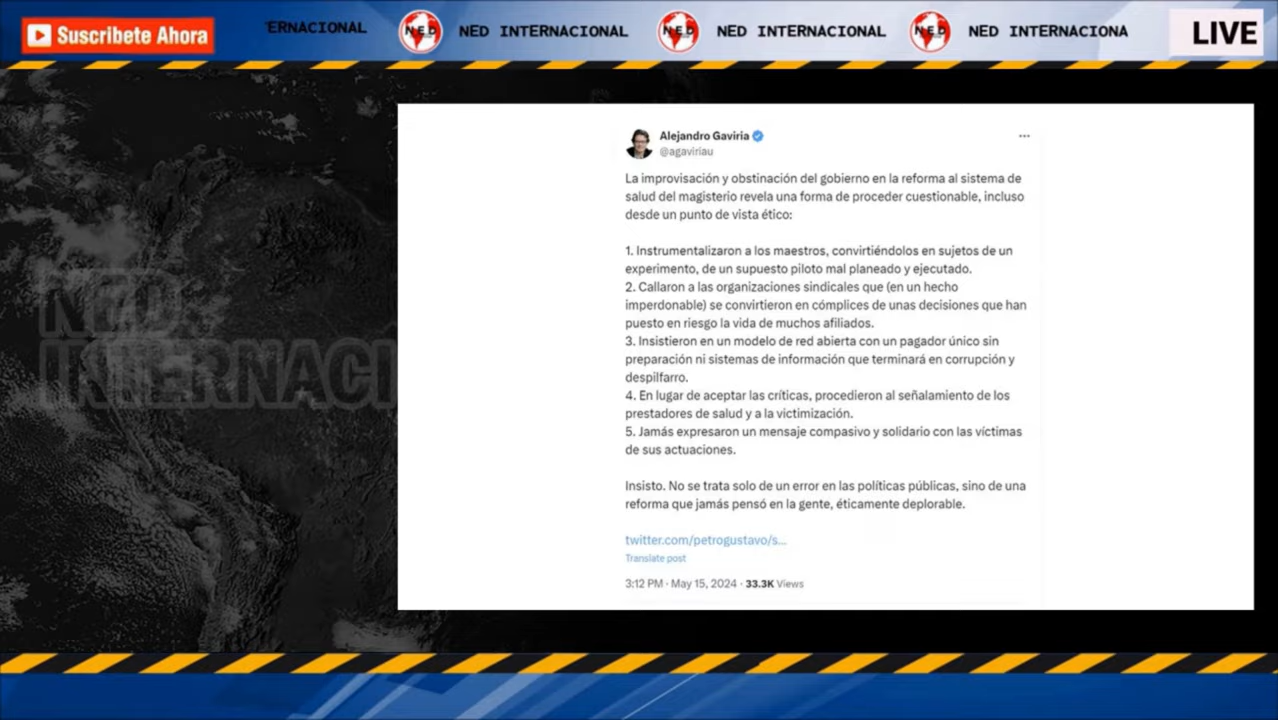 Suscribete Ahora
ERNACIONAL
NED
NED INTERNACIONAL
NED
NED INTERNACIONAL
NED
NED INTERNACIONA
LIVE
NED
INTERNACI
Alejandro Gaviria
@agaviriau
La improvisación y obstinación del gobierno en la reforma al sistema de
salud del magisterio revela una forma de proceder cuestionable, incluso
desde un punto de vista ético:
1. Instrumentalizaron a los maestros, convirtiéndolos en sujetos de un
experimento, de un supuesto piloto mal planeado y ejecutado.
2. Callaron a las organizaciones sindicales que (en un hecho
imperdonable) se convirtieron en cómplices de unas decisiones que han
puesto en riesgo la vida de muchos afiliados.
3. Insistieron en un modelo de red abierta con un pagador único sin
preparación ni sistemas de información que terminará en corrupción y
despilfarro.
4. En lugar de aceptar las críticas, procedieron al señalamiento de los
prestadores de salud y a la victimización.
5. Jamás expresaron un mensaje compasivo y solidario con las víctimas
de sus actuaciones.
Insisto. No se trata solo de un error en las políticas públicas, sino de una
reforma que jamás pensó en la gente, éticamente deplorable.
twitter.com/petrogustavo/s...
Translate post
3:12 PM · May 15, 2024 · 33.3K Views